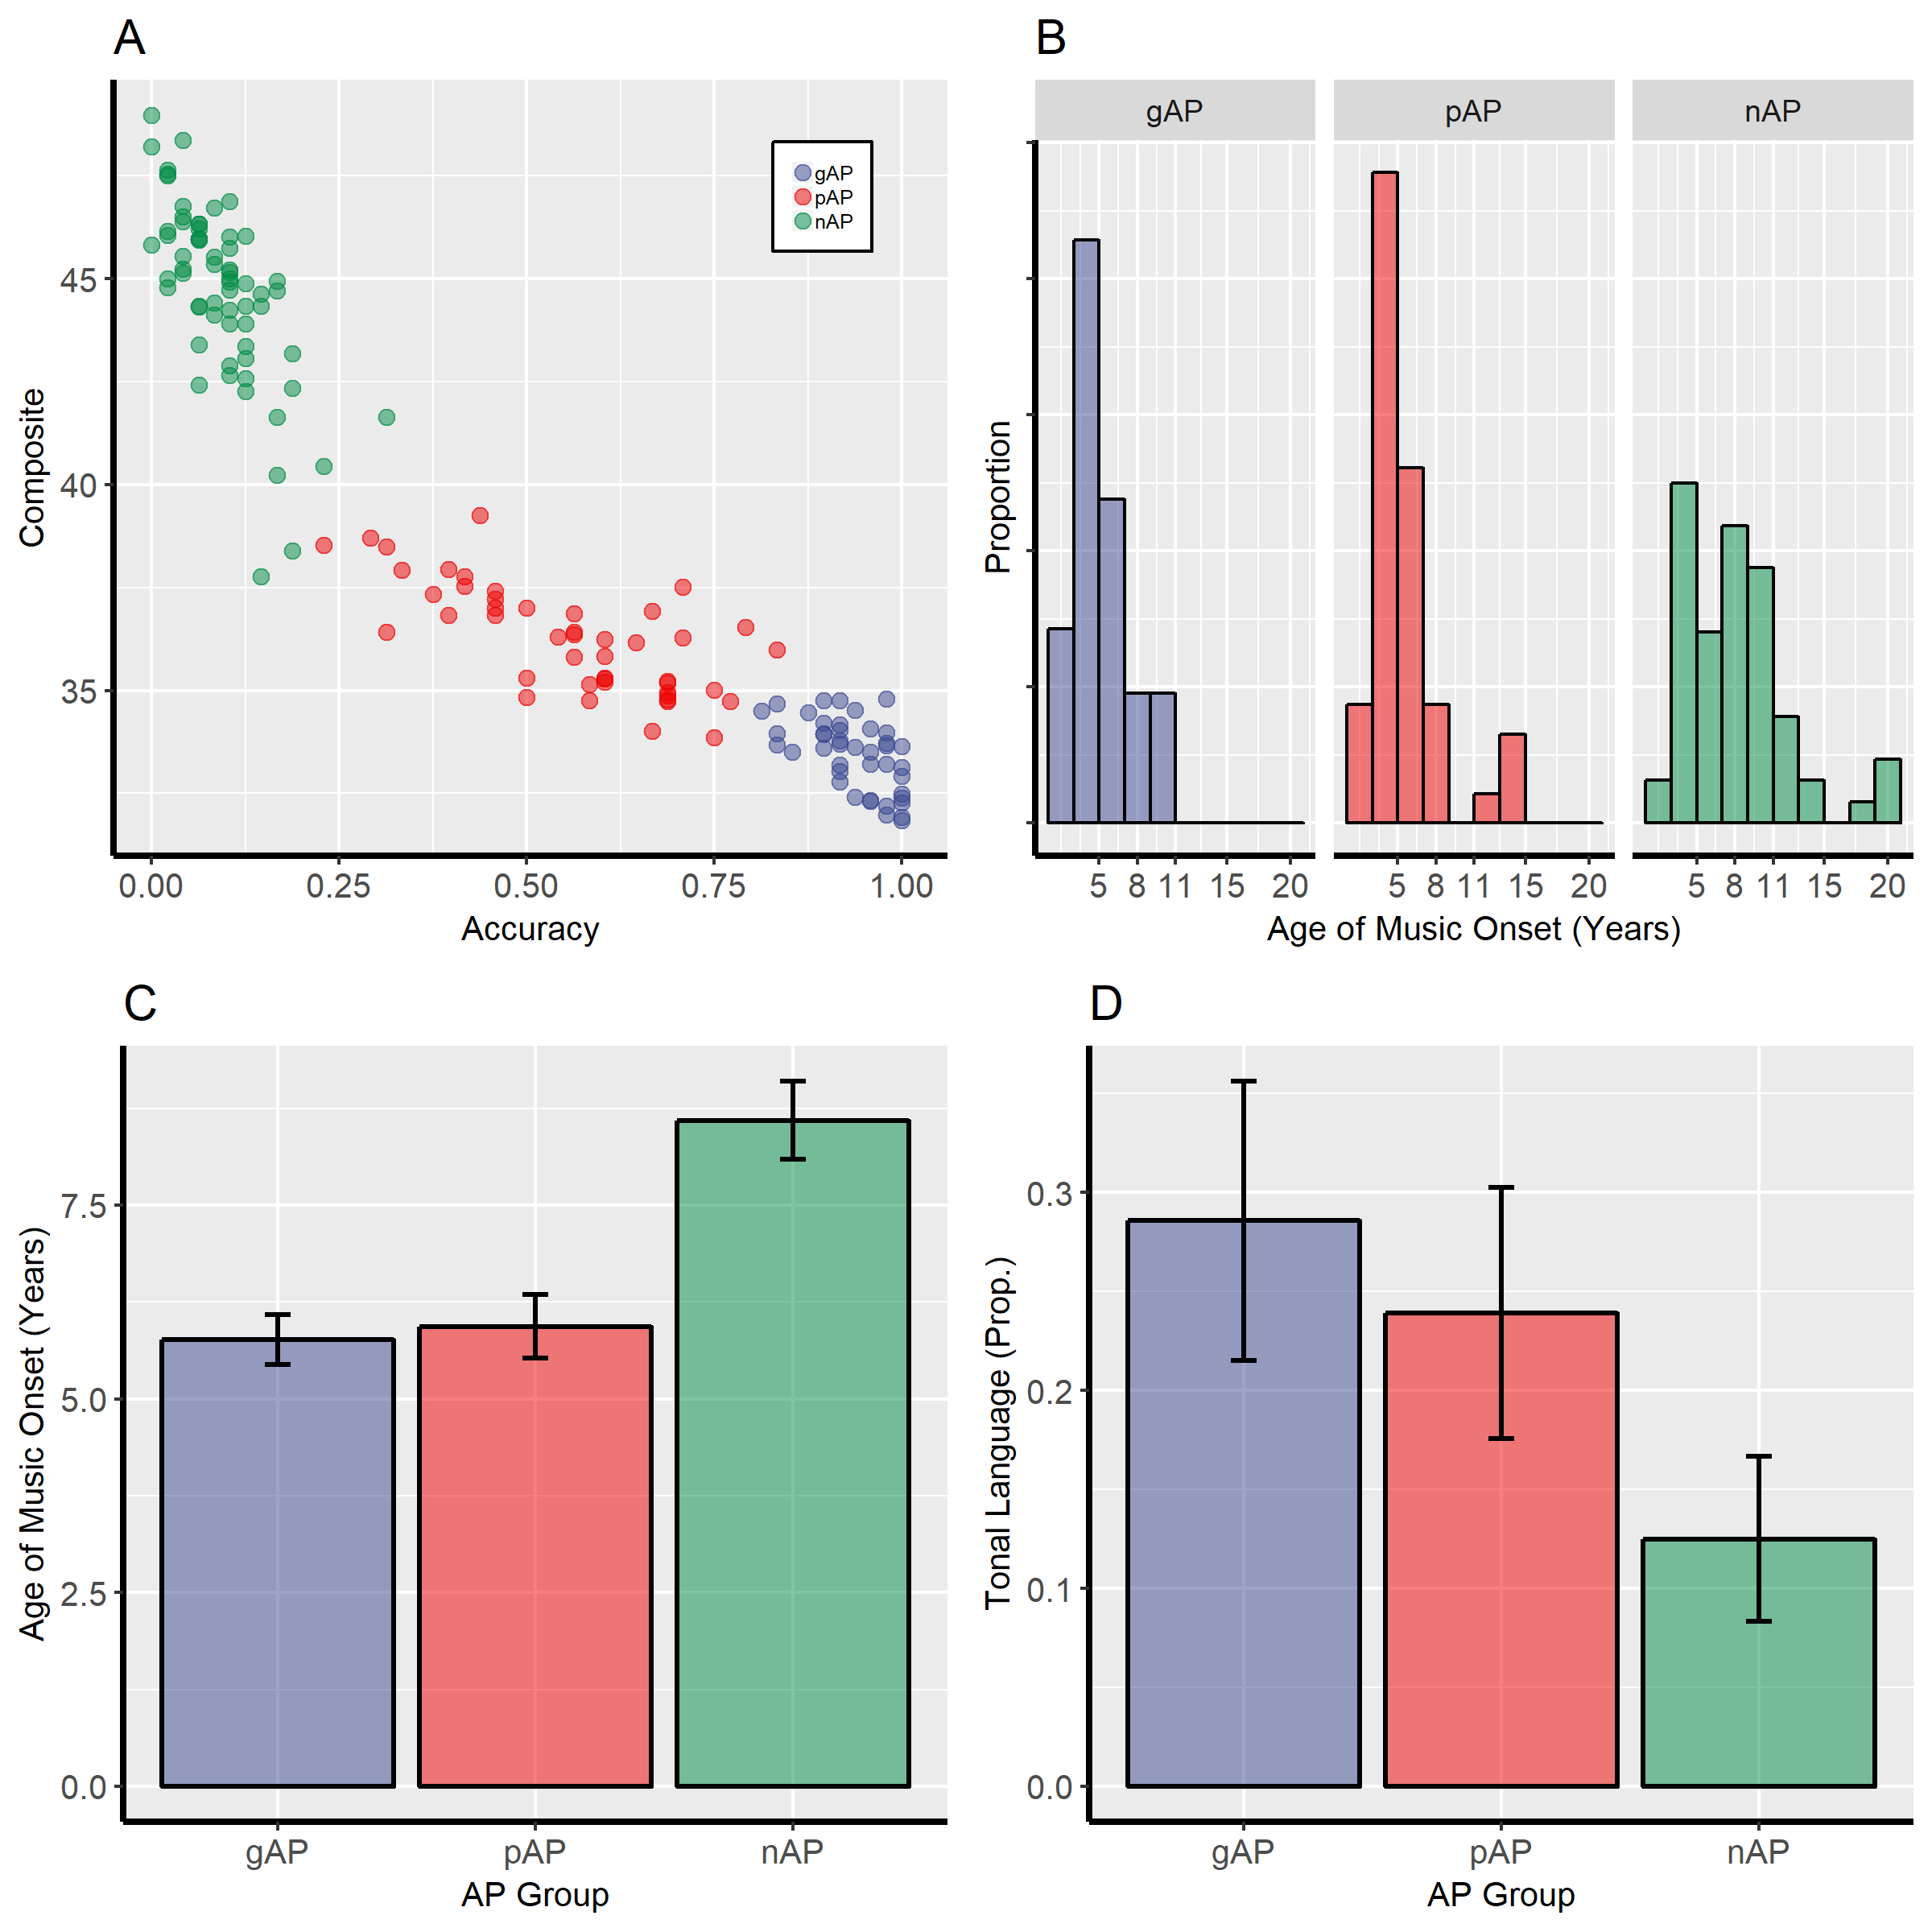 A
Composite
45
40
35
gAP
pAP
nAP
0.00 0.25 0.50 0.75 1.00
Accuracy
B
gAP pAP nAP
Proportion
5 8 11 15 20 5 8 11 15 20 5 8 11 15 20
Age of Music Onset (Years)
C
Age of Music Onset (Years)
7.5
5.0
2.5
0.0
gAP pAP nAP
AP Group
D
Tonal Language (Prop.)
0.3
0.2
0.1
0.0
gAP pAP nAP
AP Group